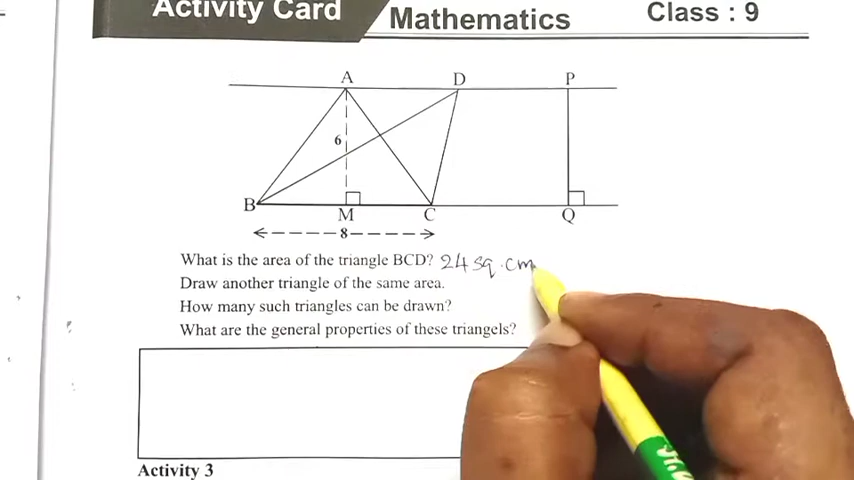 Activity Card
Mathematics
Class : 9
A
D
P
6
B
M
C
Q
8
What is the area of the triangle BCD? 24 sq.cm
Draw another triangle of the same area.
How many such triangles can be drawn?
What are the general properties of these triangels?
Activity 3